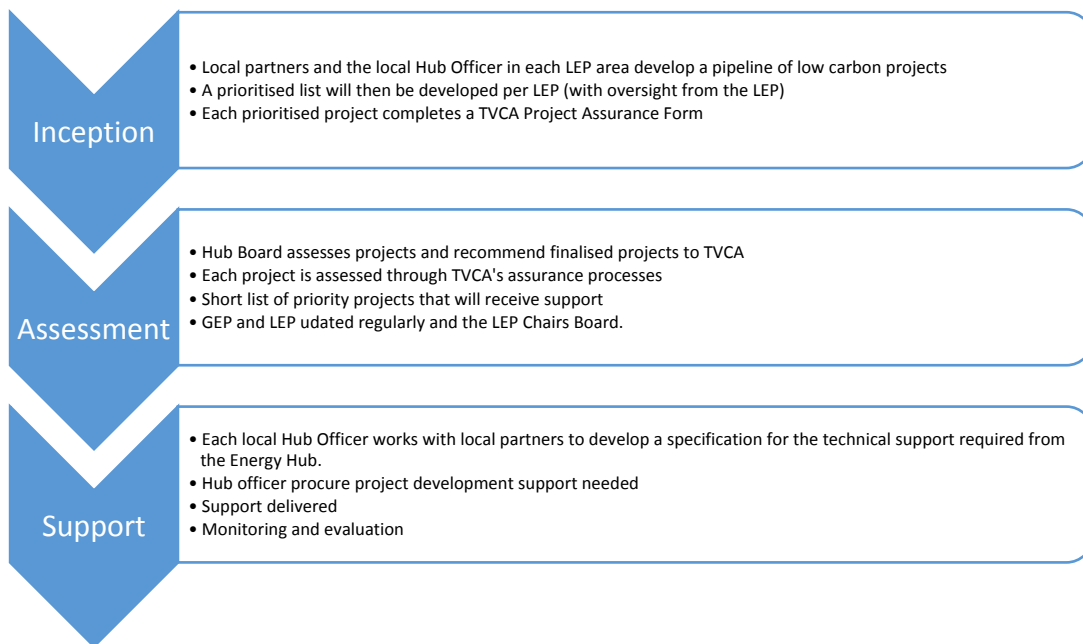 Inception
• Local partners and the local Hub Officer in each LEP area develop a pipeline of low carbon projects
• A prioritised list will then be developed per LEP (with oversight from the LEP)
• Each prioritised project completes a TVCA Project Assurance Form
Assessment
• Hub Board assesses projects and recommend finalised projects to TVCA
• Each project is assessed through TVCA's assurance processes
• Short list of priority projects that will receive support
• GEP and LEP udated regularly and the LEP Chairs Board.
Support
• Each local Hub Officer works with local partners to develop a specification for the technical support required from
the Energy Hub.
• Hub officer procure project development support needed
• Support delivered
• Monitoring and evaluation